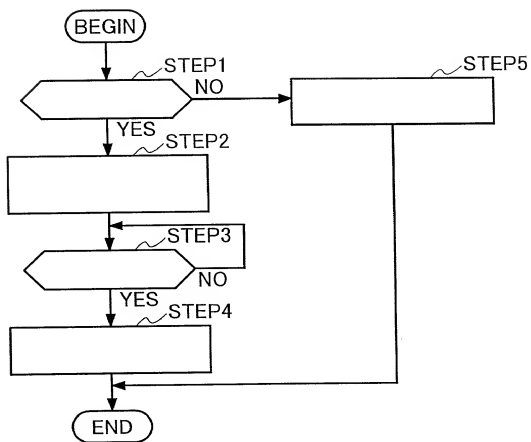 BEGIN
STEP1
NO
STEP5
YES
STEP2
STEP3
NO
YES
STEP4
END